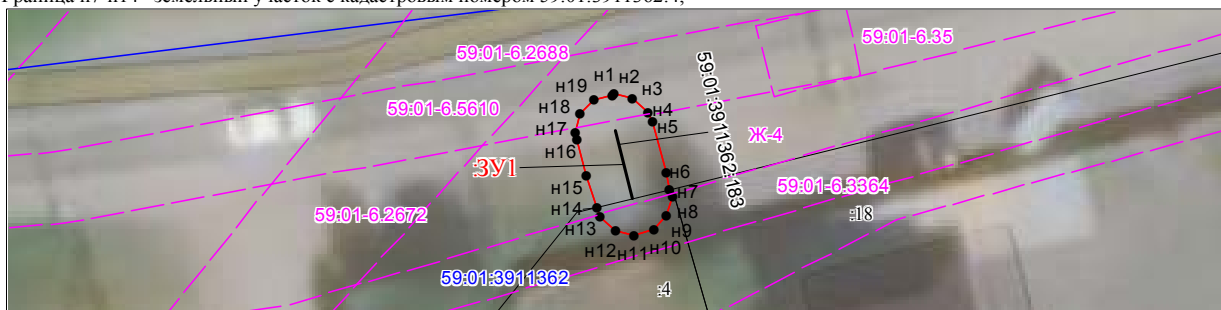 Граница н7-н14 - земельный участок с кадастровым номером 59:01:3911362:4;
59:01-6.2688
59:01-6.35
59:01-6.5610
59:01:3911362:183
н1
н2
н3
н4
н5
н6
н7
н8
н9
н10
н11
н12
н13
н14
н15
н16
н17
н18
н19
Ж-4
:ЗУ1
59:01-6.3364
59:01-6.2672
:18
59:01:3911362
:4